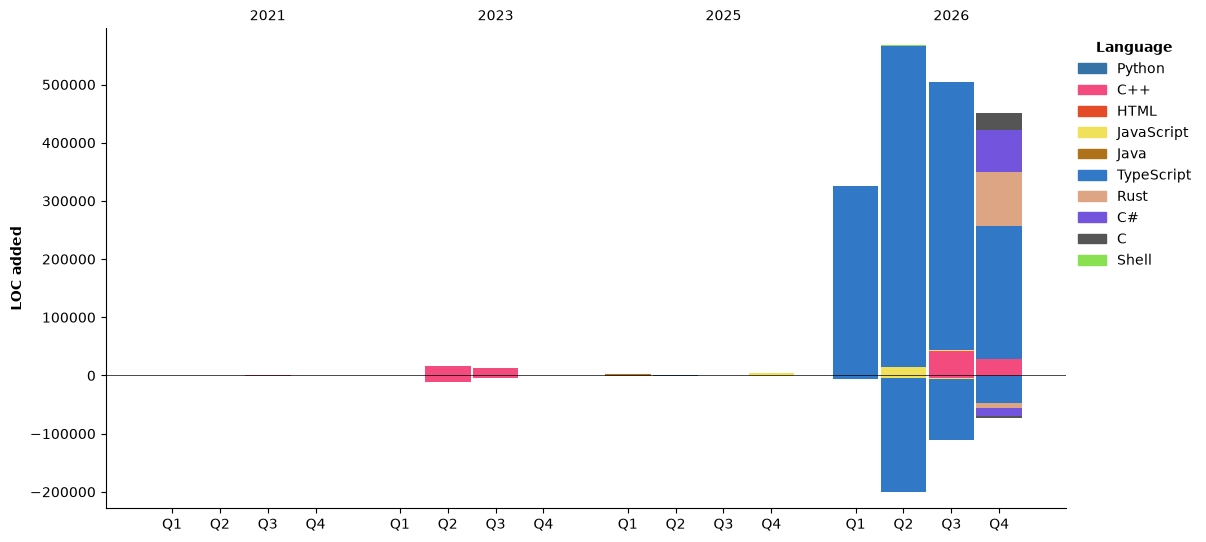 2021 2023 2025 2026
Language
Python
C++
HTML
JavaScript
Java
TypeScript
Rust
C#
C
Shell
LOC added
500000
400000
300000
200000
100000
0
−100000
−200000
Q1 Q2 Q3 Q4 Q1 Q2 Q3 Q4 Q1 Q2 Q3 Q4 Q1 Q2 Q3 Q4